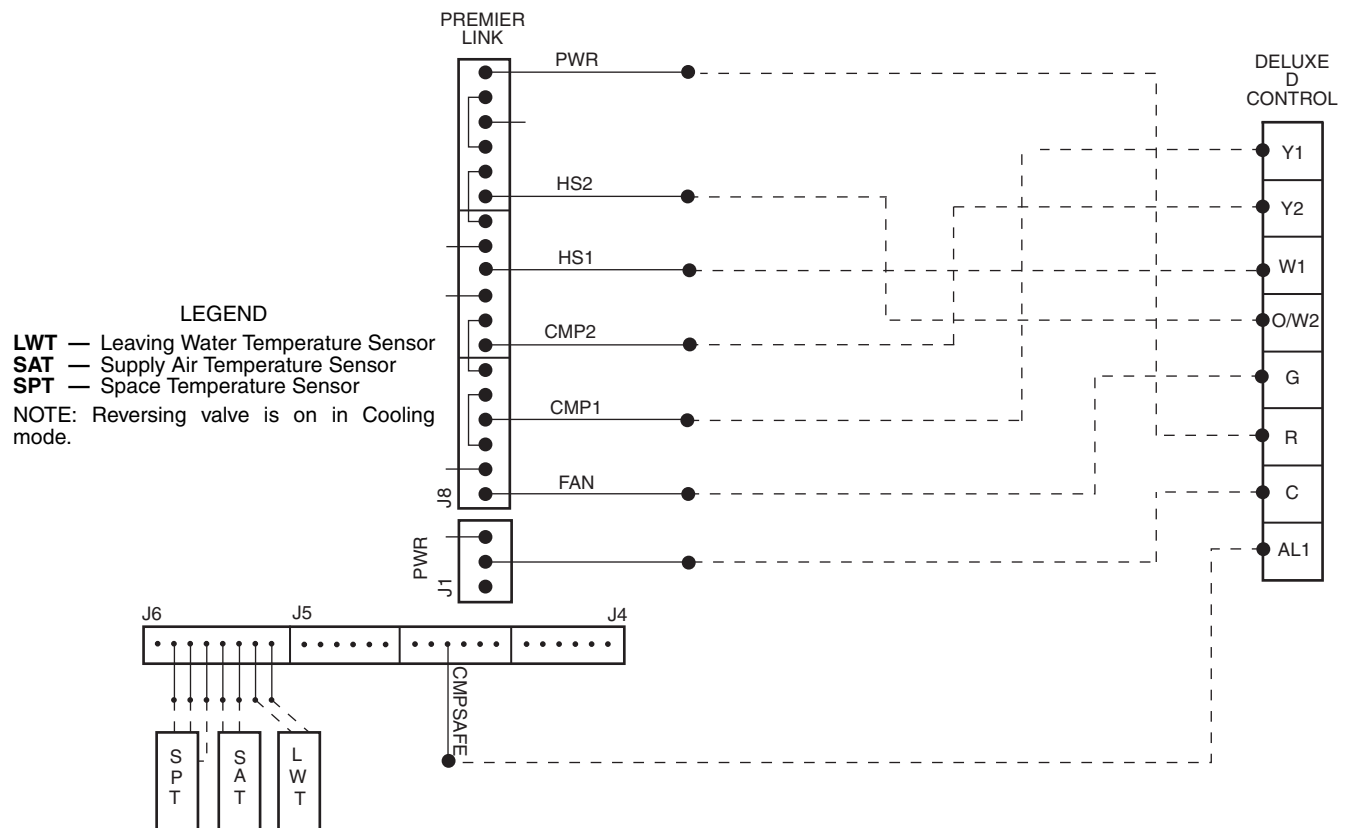 PREMIER
LINK
PWR
HS2
HS1
CMP2
CMP1
FAN
J8
PWR
J1
DELUXE
D
CONTROL
Y1
Y2
W1
O/W2
G
R
C
AL1
LEGEND
LWT — Leaving Water Temperature Sensor
SAT — Supply Air Temperature Sensor
SPT — Space Temperature Sensor
NOTE: Reversing valve is on in Cooling
mode.
J6
J5
J4
CMPSAFE
SPT
SAT
LWT